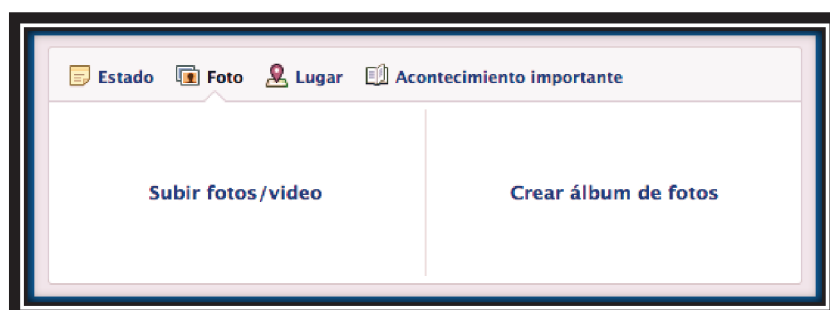 Estado Foto Lugar Acontecimiento importante
Subir fotos/video Crear álbum de fotos